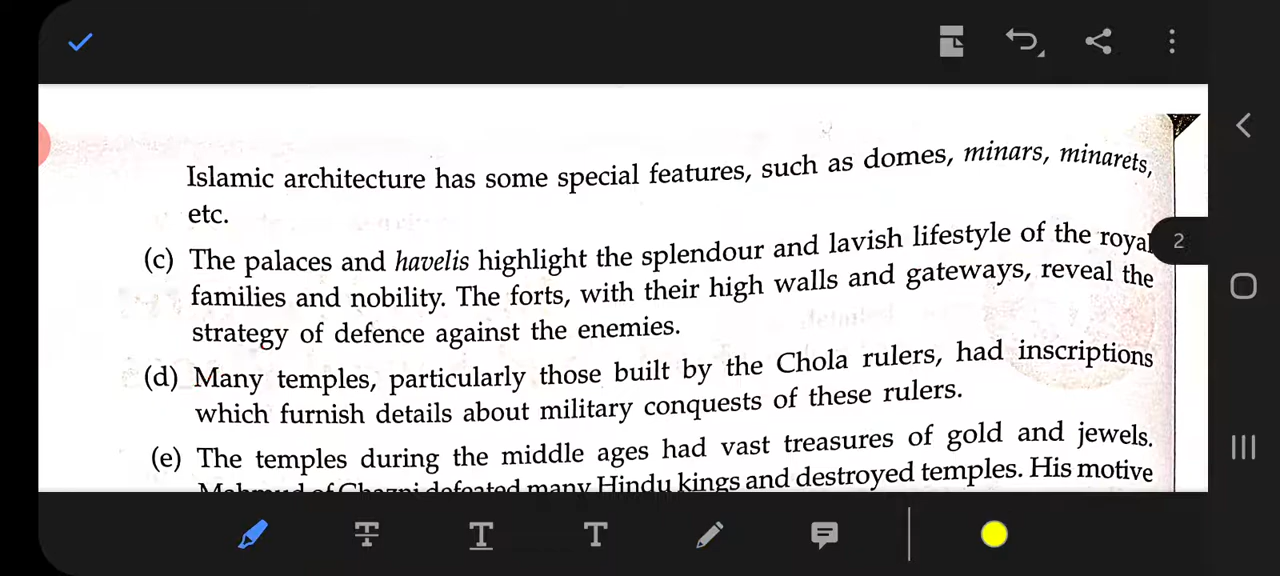 Islamic architecture has some special features, such as domes, minars, minarets,
etc.
(c) The palaces and havelis highlight the splendour and lavish lifestyle of the royal
families and nobility. The forts, with their high walls and gateways, reveal the
strategy of defence against the enemies.
(d) Many temples, particularly those built by the Chola rulers, had inscriptions
which furnish details about military conquests of these rulers.
(e) The temples during the middle ages had vast treasures of gold and jewels.
Mahmud of Ghazni defeated many Hindu kings and destroyed temples. His motive
2
T
T
T